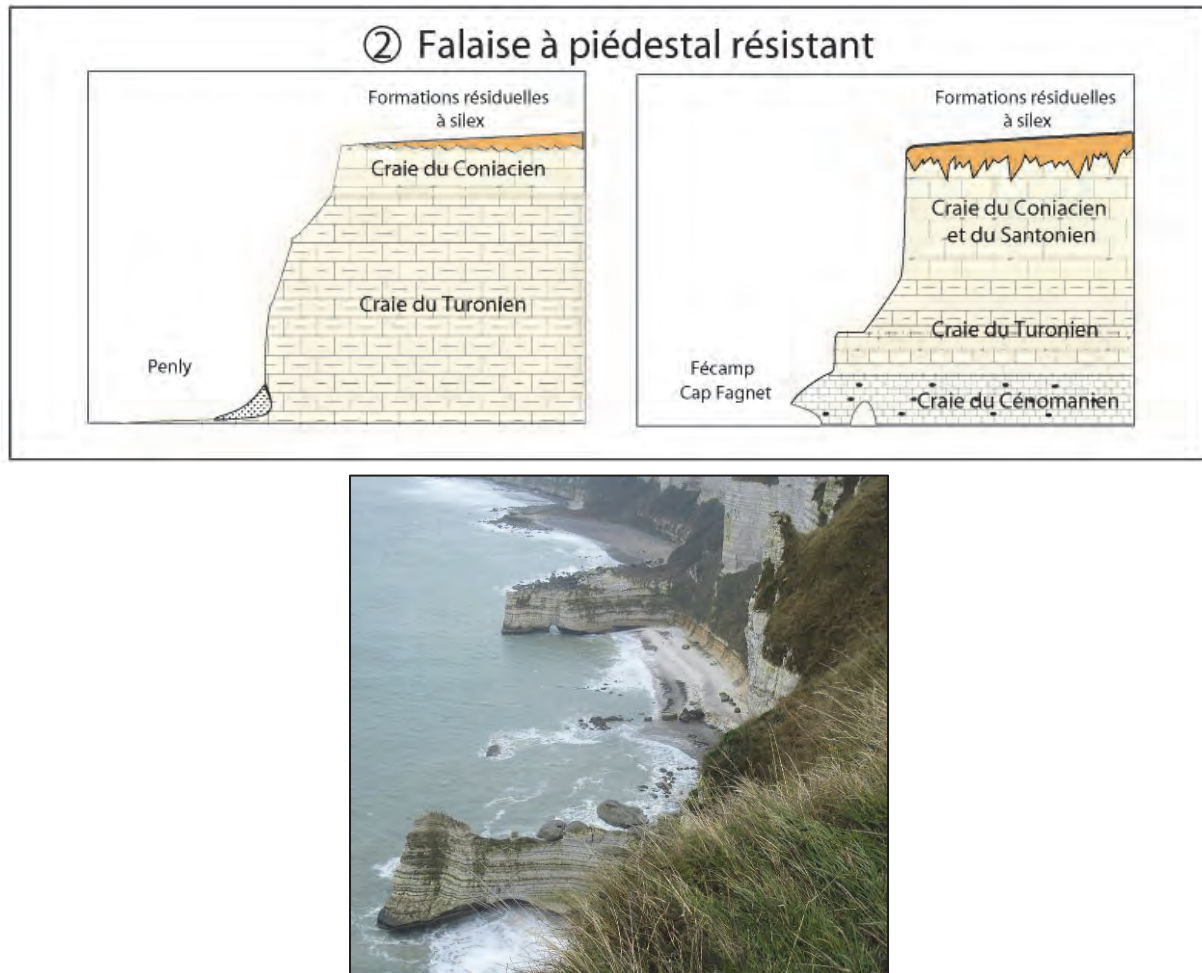 ② Falaise à piédestal résistant
Formations résiduelles
à silex
Craie du Coniacien
Craie du Turonien
Penly
Formations résiduelles
à silex
Craie du Coniacien
et du Santonien
Craie du Turonien
Fécamp
Cap Fagnet
Craie du Cénomanien